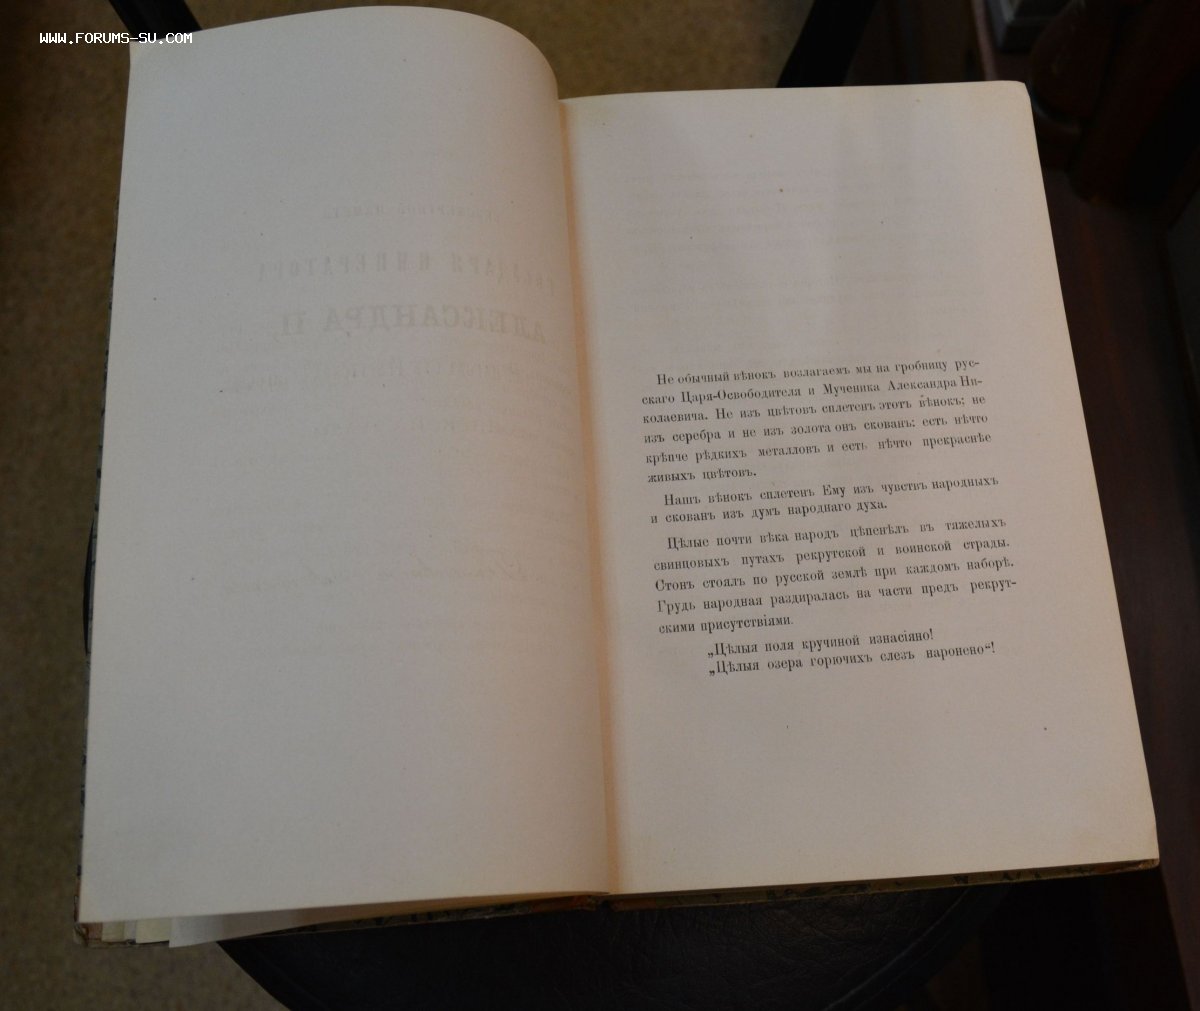 www.forums-su.com
ГОСУДАРЯ ИМПЕРАТОРА
АЛЕКСАНДРА II,
Не обычный вѣнокъ возлагаемъ мы на гробницу рус-
скаго Царя-Освободителя и Мученика Александра Ни-
колаевича. Не изъ цвѣтовъ сплетенъ этотъ вѣнокъ; не
изъ серебра и не изъ золота онъ скованъ: есть нѣчто
крѣпче рѣдкихъ металловъ и есть нѣчто прекраснѣе
живыхъ цвѣтовъ.
Нашъ вѣнокъ сплетенъ Ему изъ чувствъ народныхъ
и скованъ изъ думъ народнаго духа.
Цѣлые почти вѣка народъ цѣпенѣлъ въ тяжелыхъ
свинцовыхъ путахъ рекрутской и воинской страды.
Стонъ стоялъ по русской землѣ при каждомъ наборѣ.
Грудь народная раздиралась на части предъ рекрут-
скими присутствіями.
„Цѣлыя поля кручиной изнасіяно!
„Цѣлыя озера горючихъ слезъ наронено“!